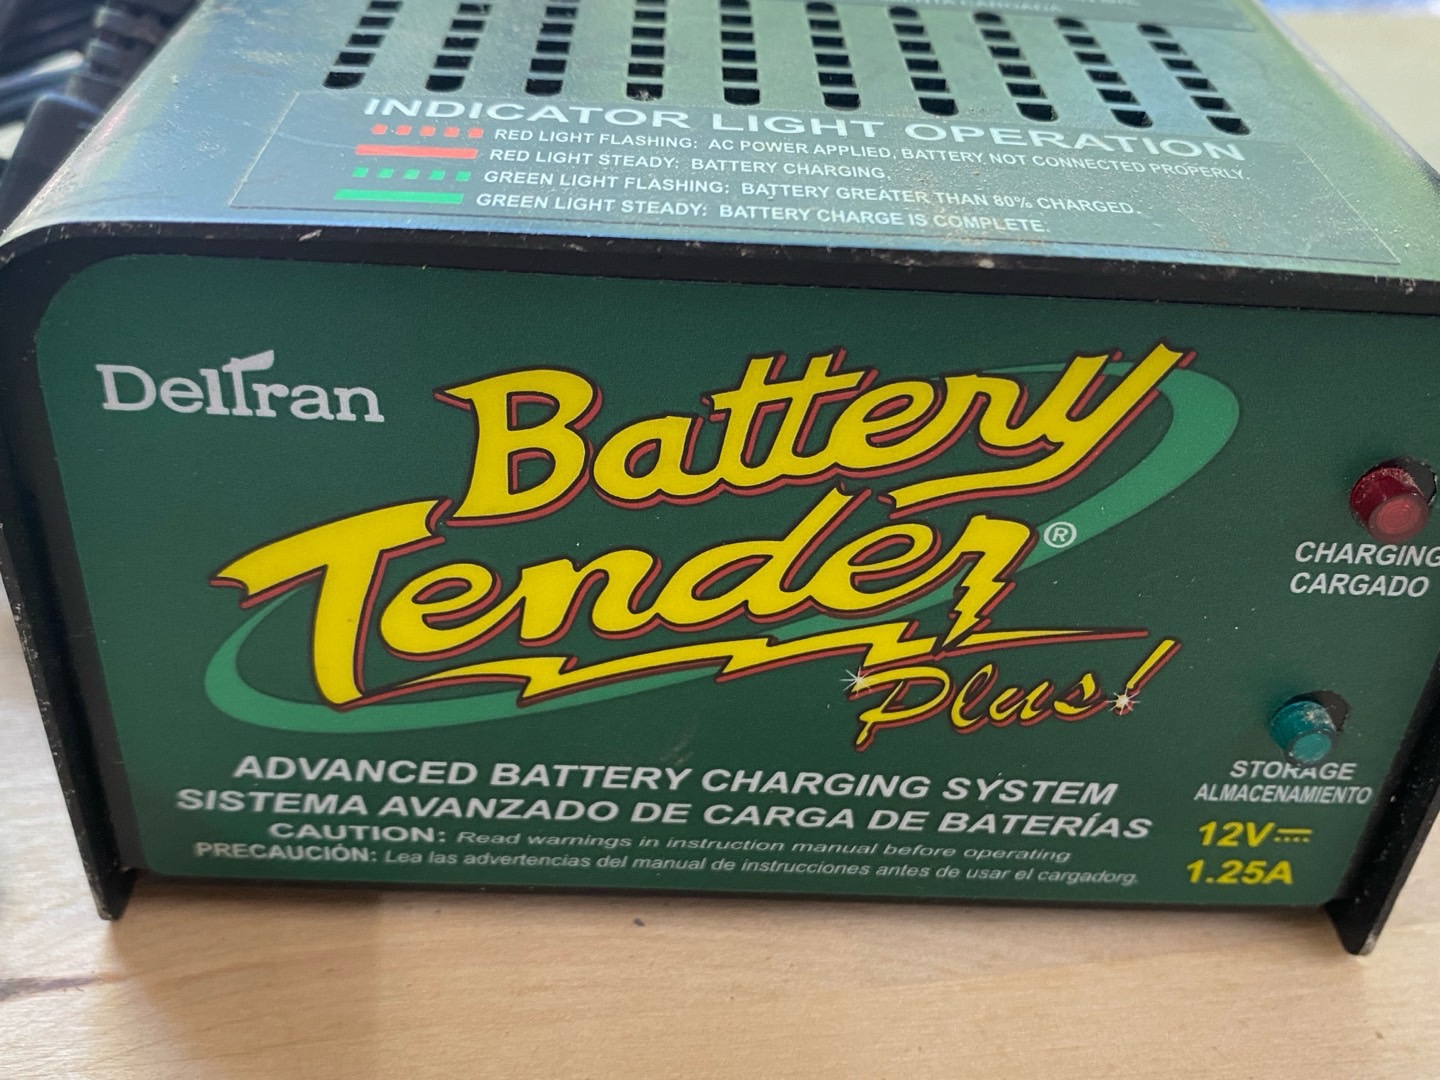 CARGADA
INDICATOR LIGHT OPERATION
RED LIGHT FLASHING: AC POWER APPLIED, BATTERY NOT CONNECTED PROPERLY.
RED LIGHT STEADY: BATTERY CHARGING.
GREEN LIGHT FLASHING: BATTERY GREATER THAN 80% CHARGED.
GREEN LIGHT STEADY: BATTERY CHARGE IS COMPLETE.
Deltran
Battery
Tender®
Plus!
CHARGING
CARGADO
STORAGE
ALMACENAMIENTO
12V
1.25A
ADVANCED BATTERY CHARGING SYSTEM
SISTEMA AVANZADO DE CARGA DE BATERÍAS
CAUTION: Read warnings in instruction manual before operating
PRECAUCIÓN: Lea las advertencias del manual de instrucciones antes de usar el cargadorg.